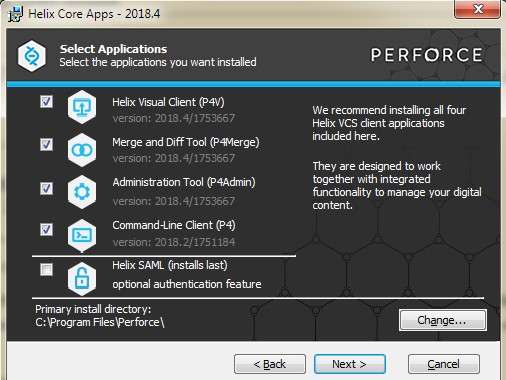 Helix Core Apps - 2018.4
Select Applications
Select the applications you want installed
PERFORCE
Helix Visual Client (P4V)
version: 2018.4/1753667
Merge and Diff Tool (P4Merge)
version: 2018.4/1753667
Administration Tool (P4Admin)
version: 2018.4/1753667
Command-Line Client (P4)
version: 2018.2/1751184
Helix SAML (installs last)
optional authentication feature
We recommend installing all four
Helix VCS client applications
included here.
They are designed to work
together with integrated
functionality to manage your digital
content.
Primary install directory:
C:\Program Files\Perforce\
Change...
< Back
Next >
Cancel